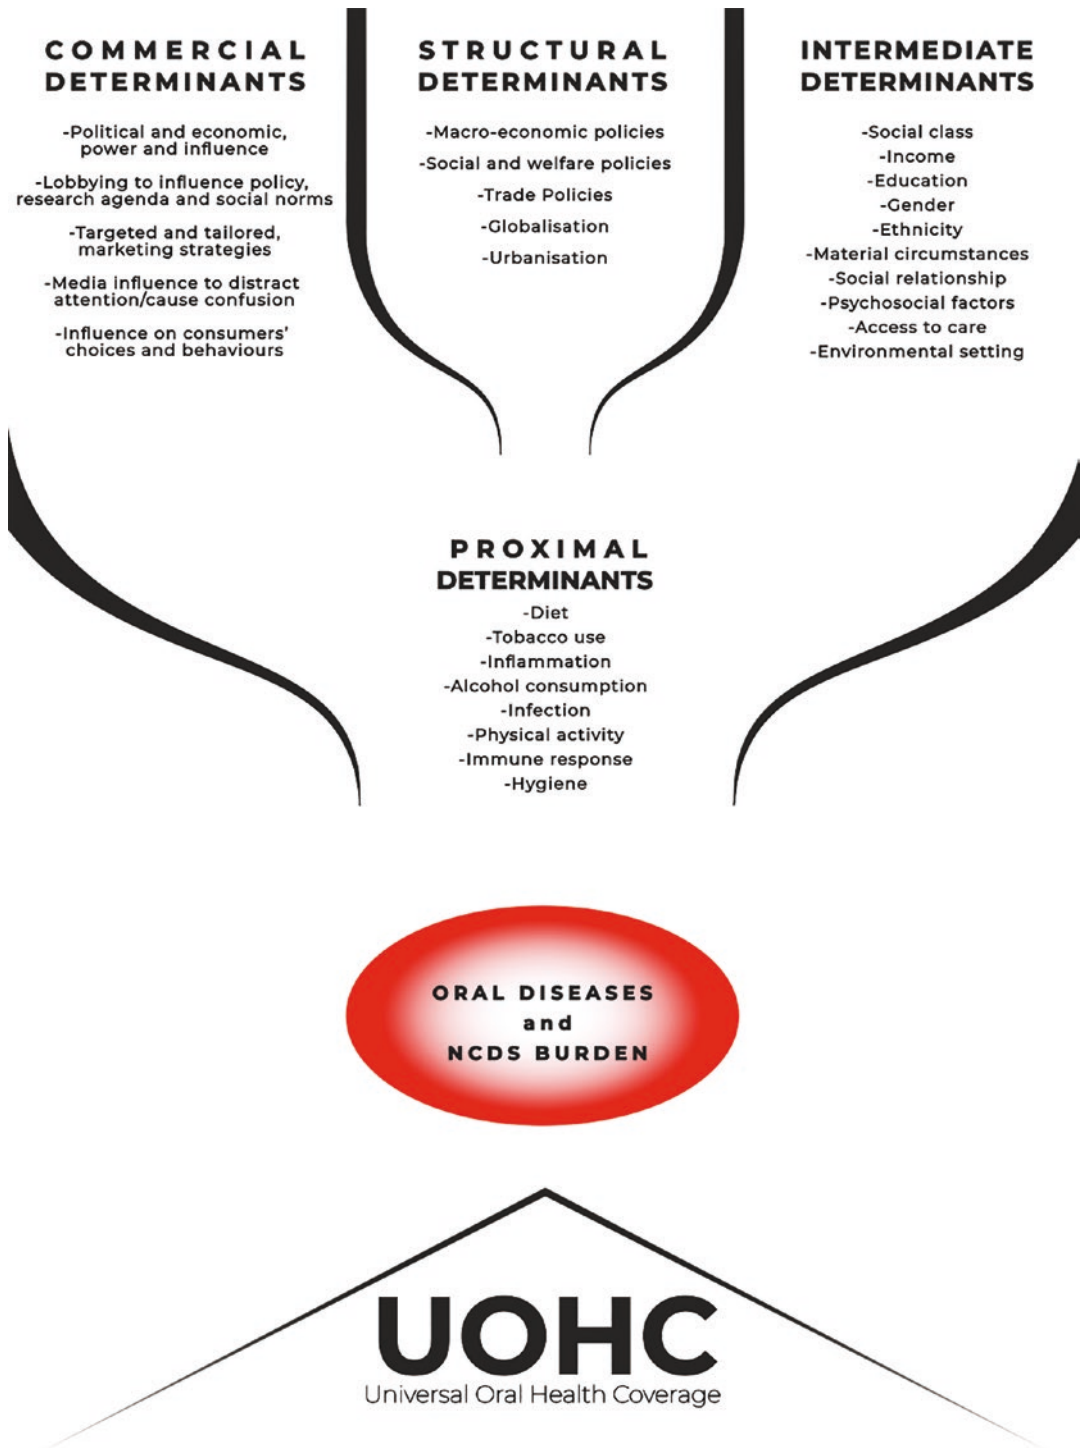 COMMERCIAL
DETERMINANTS
-Political and economic,
power and influence
-Lobbying to influence policy,
research agenda and social norms
-Targeted and tailored,
marketing strategies
-Media influence to distract
attention/cause confusion
-Influence on consumers’
choices and behaviours
STRUCTURAL
DETERMINANTS
-Macro-economic policies
-Social and welfare policies
-Trade Policies
-Globalisation
-Urbanisation
INTERMEDIATE
DETERMINANTS
-Social class
-Income
-Education
-Gender
-Ethnicity
-Material circumstances
-Social relationship
-Psychosocial factors
-Access to care
-Environmental setting
PROXIMAL
DETERMINANTS
-Diet
-Tobacco use
-Inflammation
-Alcohol consumption
-Infection
-Physical activity
-Immune response
-Hygiene
ORAL DISEASES
and
NCDS BURDEN
UOHC
Universal Oral Health Coverage